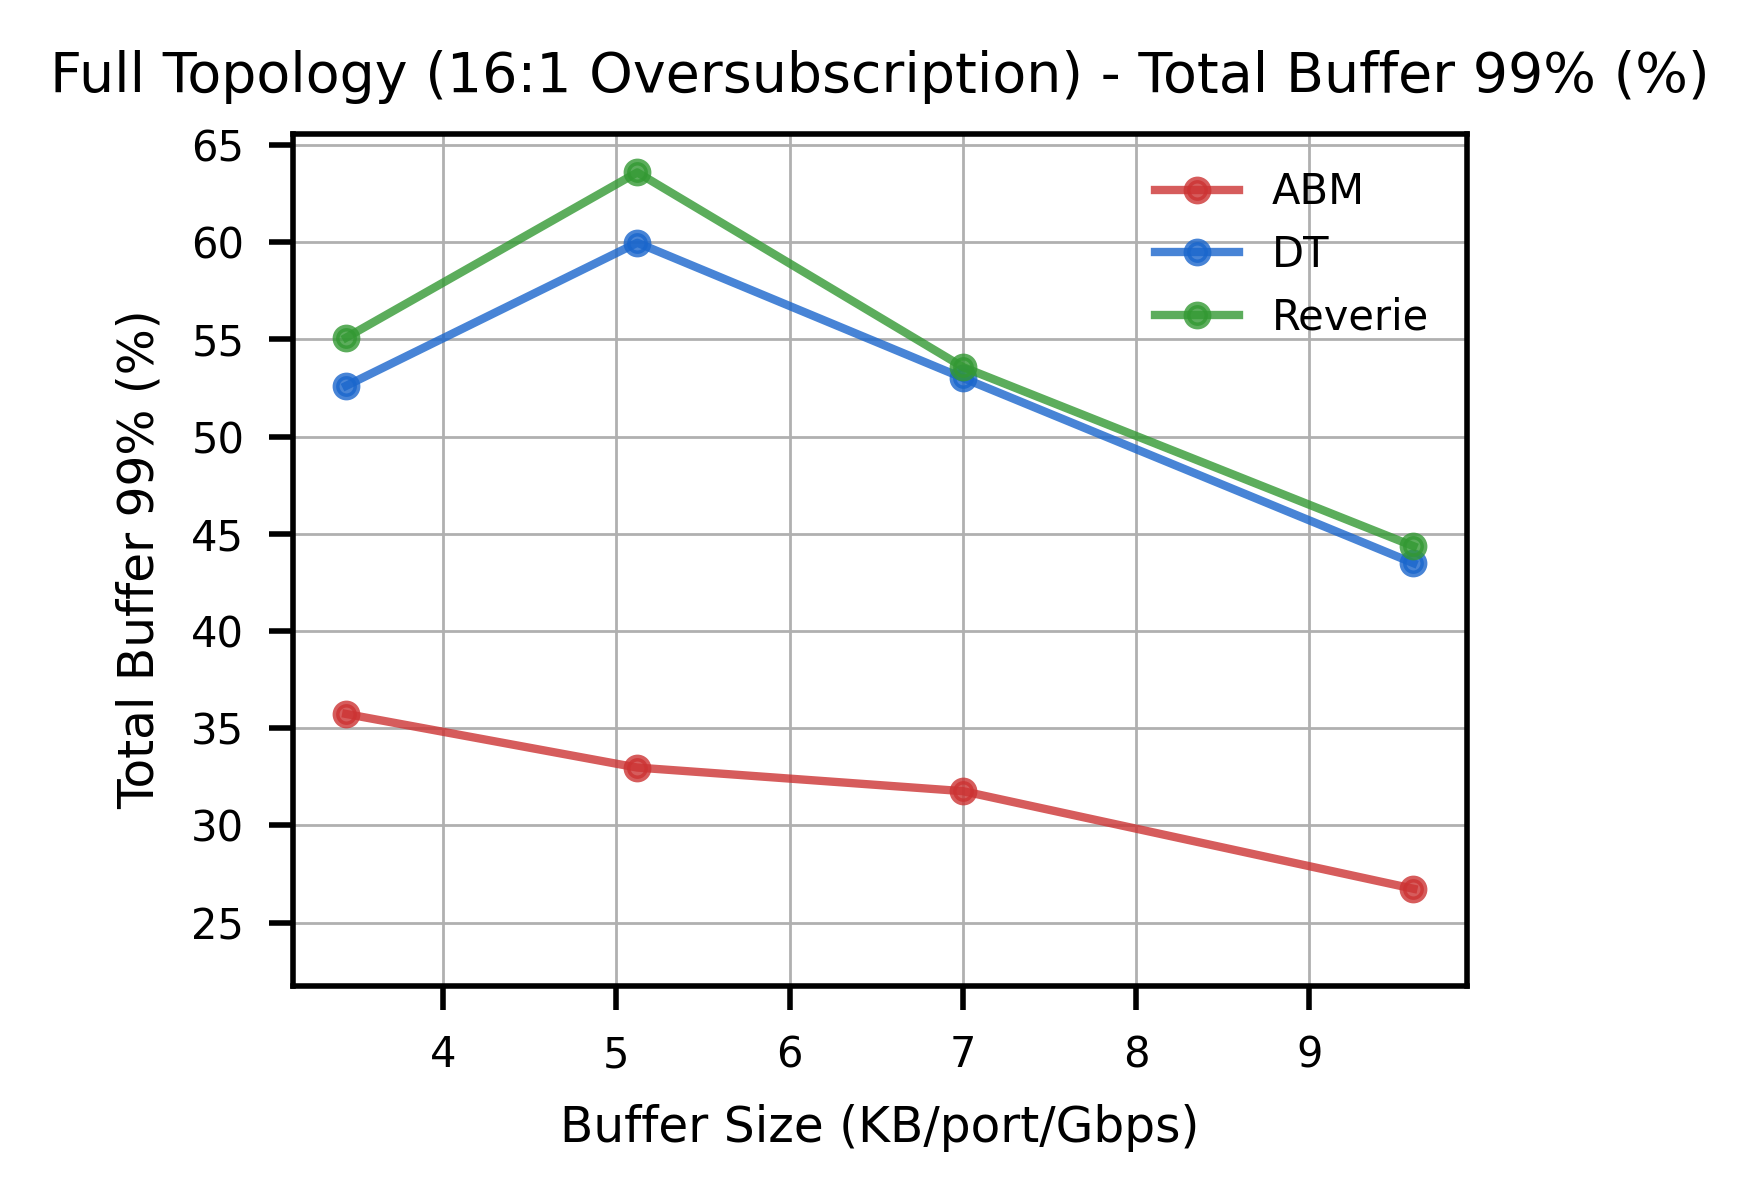 Full Topology (16:1 Oversubscription) - Total Buffer 99% (%)
65
60
55
50
45
40
35
30
25
Total Buffer 99% (%)
ABM
DT
Reverie
4 5 6 7 8 9
Buffer Size (KB/port/Gbps)